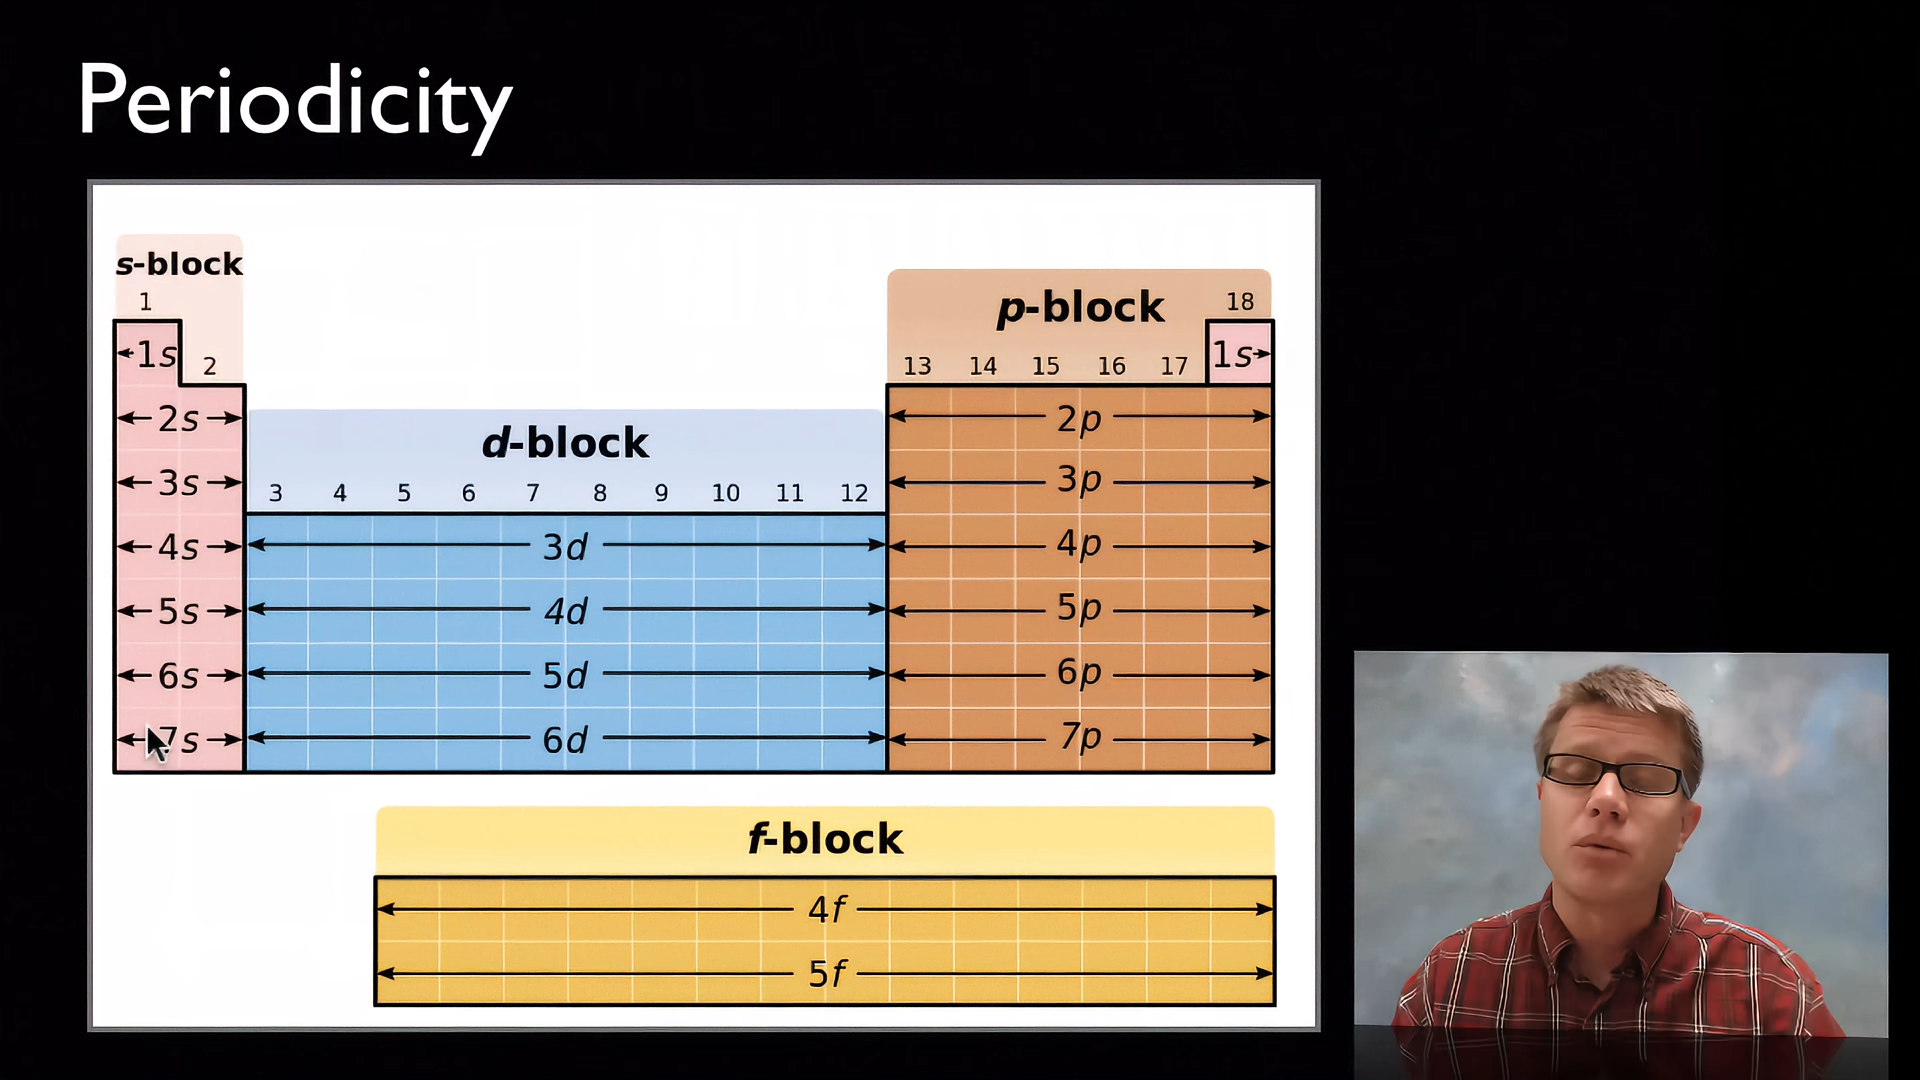 Periodicity
s-block
1
2
1s
2s
3s
4s
5s
6s
7s
d-block
3 4 5 6 7 8 9 10 11 12
3d
4d
5d
6d
p-block
18
13 14 15 16 17
1s
2p
3p
4p
5p
6p
7p
f-block
4f
5f